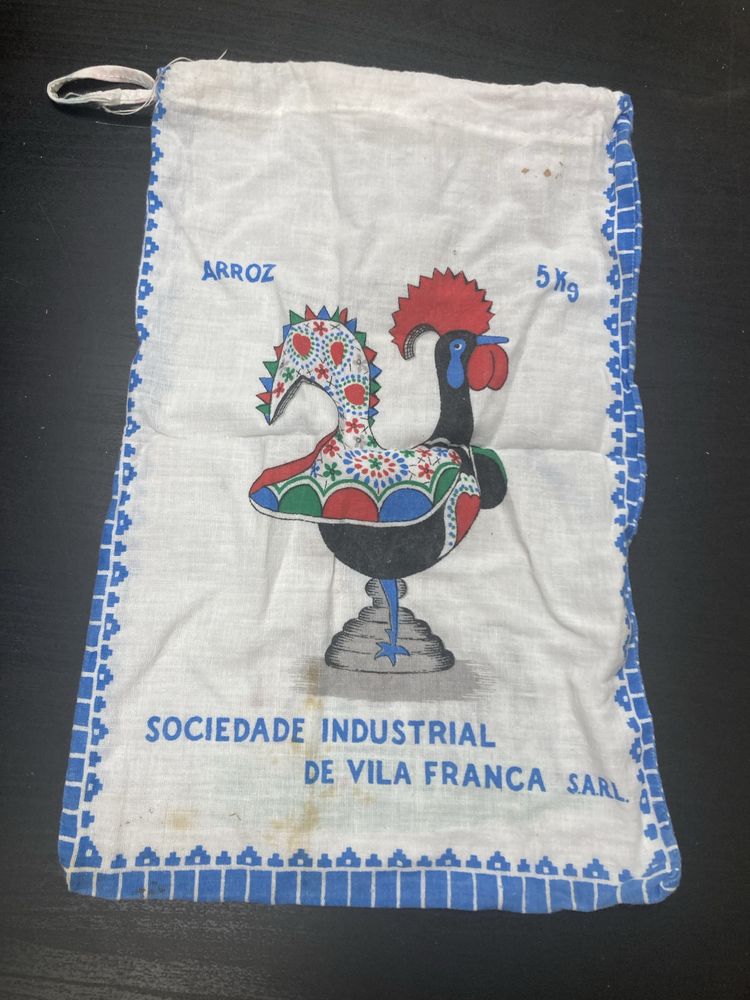 ARROZ
5 Kg
SOCIEDADE INDUSTRIAL
DE VILA FRANCA S.A.R.L.